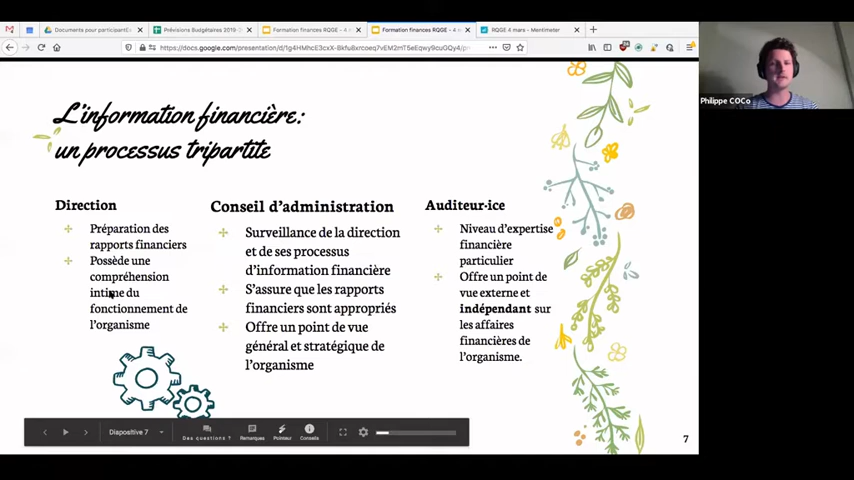 Documents pour participantEs
Prévisions Budgétaires 2019-2
Formation finances RQGE - 4 m
Formation finances RQGE - 4 m
RQGE 4 mars - Mentimeter
Philippe COCo
L'information financière:
un processus tripartite
Direction
Préparation des
rapports financiers
Possède une
compréhension
intime du
fonctionnement de
l'organisme
Conseil d'administration
Surveillance de la direction
et de ses processus
d'information financière
S'assure que les rapports
financiers sont appropriés
Offre un point de vue
général et stratégique de
l'organisme
Auditeur·ice
Niveau d'expertise
financière
particulier
Offre un point de
vue externe et
indépendant sur
les affaires
financières de
l'organisme.
Diapositive 7
Des questions ?
Remarques
Pointeur
Conseils
7